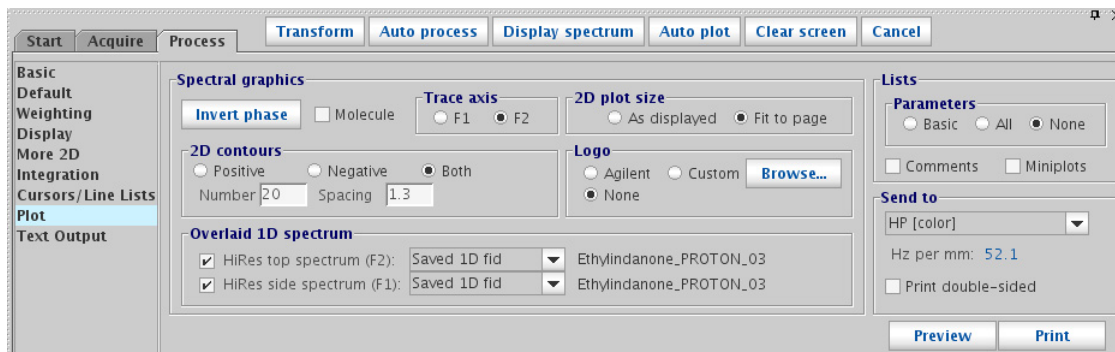 Start Acquire Process Transform Auto process Display spectrum Auto plot Clear screen Cancel
Basic
Default
Weighting
Display
More 2D
Integration
Cursors/Line Lists
Plot
Text Output
Spectral graphics
Invert phase Molecule
Trace axis
F1 F2
2D plot size
As displayed Fit to page
2D contours
Positive Negative Both
Number 20 Spacing 1.3
Logo
Agilent Custom Browse...
None
Overlaid 1D spectrum
HiRes top spectrum (F2): Saved 1D fid Ethylindanone_PROTON_03
HiRes side spectrum (F1): Saved 1D fid Ethylindanone_PROTON_03
Lists
Parameters
Basic All None
Comments Miniplots
Send to
HP [color]
Hz per mm: 52.1
Print double-sided
Preview Print